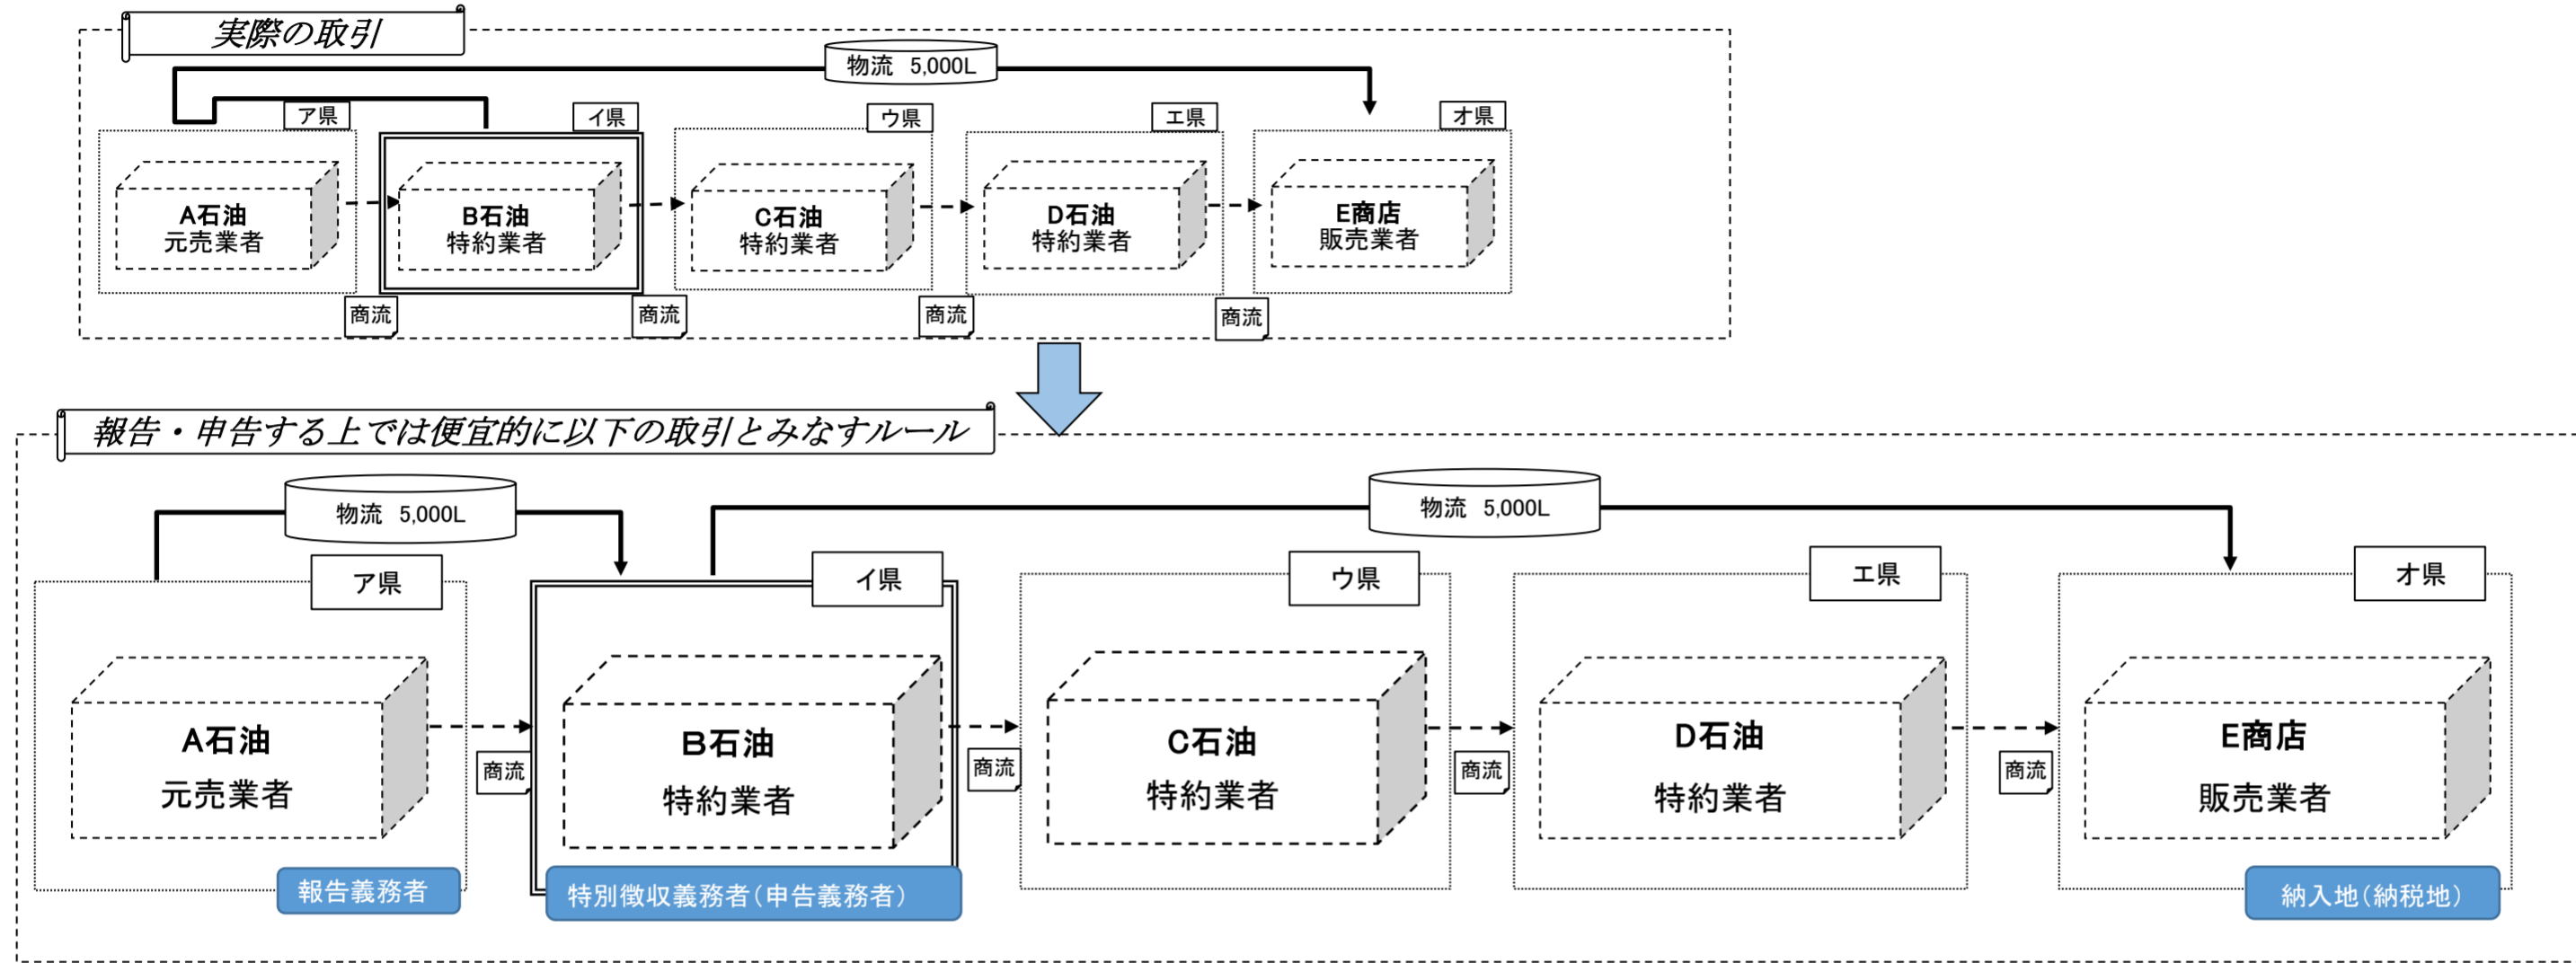 実際の取引
物流 5,000L
ア県
イ県
ウ県
エ県
オ県
A石油
元売業者
B石油
特約業者
C石油
特約業者
D石油
特約業者
E商店
販売業者
商流
商流
商流
商流
報告・申告する上では便宜的に以下の取引とみなすルール
物流 5,000L
物流 5,000L
ア県
イ県
ウ県
エ県
オ県
A石油
元売業者
B石油
特約業者
C石油
特約業者
D石油
特約業者
E商店
販売業者
商流
商流
商流
商流
報告義務者
特別徴収義務者(申告義務者)
納入地(納税地)